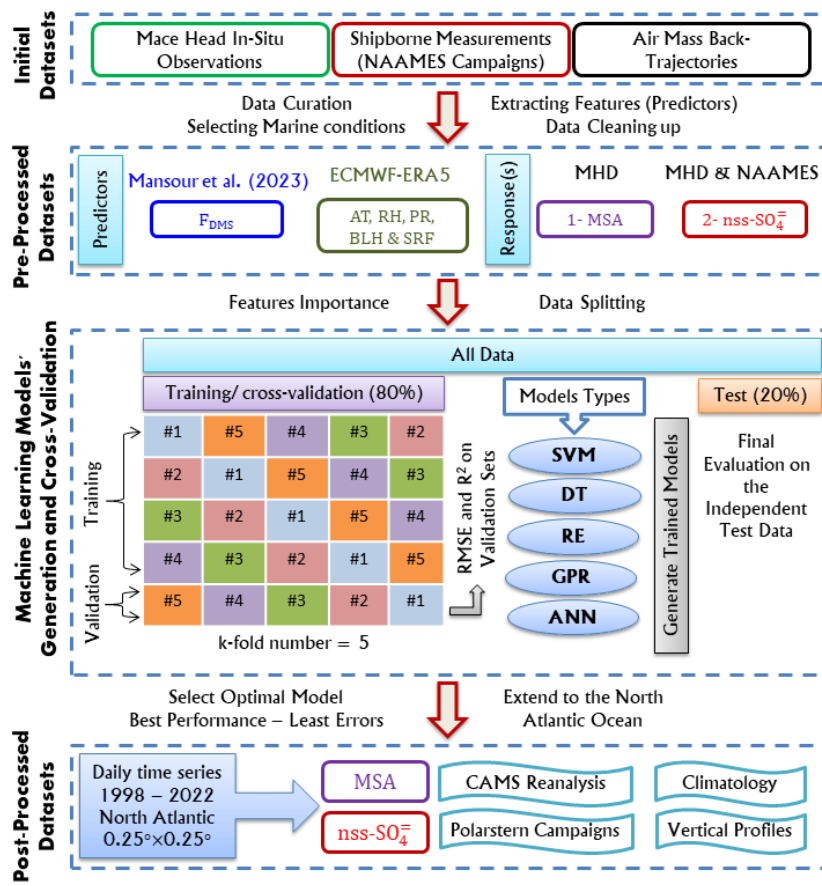 Initial
Datasets
Mace Head In-Situ
Observations
Shipborne Measurements
(NAAMES Campaigns)
Air Mass Back-
Trajectories
Data Curation
Selecting Marine conditions
Extracting Features (Predictors)
Data Cleaning up
Pre-Processed
Datasets
Predictors
Mansour et al. (2023)
F_DMS
ECMWF-ERA5
AT, RH, PR,
BLH & SRF
Response(s)
MHD
1- MSA
MHD & NAAMES
2- nss-SO₄⁼
Features Importance
Data Splitting
Machine Learning Models'
Generation and Cross-Validation
All Data
Training/ cross-validation (80%)
Training
Validation
#1 #5 #4 #3 #2
#2 #1 #5 #4 #3
#3 #2 #1 #5 #4
#4 #3 #2 #1 #5
#5 #4 #3 #2 #1
k-fold number = 5
RMSE and R² on
Validation Sets
Models Types
SVM
DT
RE
GPR
ANN
Generate Trained Models
Test (20%)
Final
Evaluation on
the
Independent
Test Data
Select Optimal Model
Best Performance – Least Errors
Extend to the North
Atlantic Ocean
Post-Processed
Datasets
Daily time series
1998 – 2022
North Atlantic
0.25°×0.25°
MSA
nss-SO₄⁼
CAMS Reanalysis
Polarstern Campaigns
Climatology
Vertical Profiles